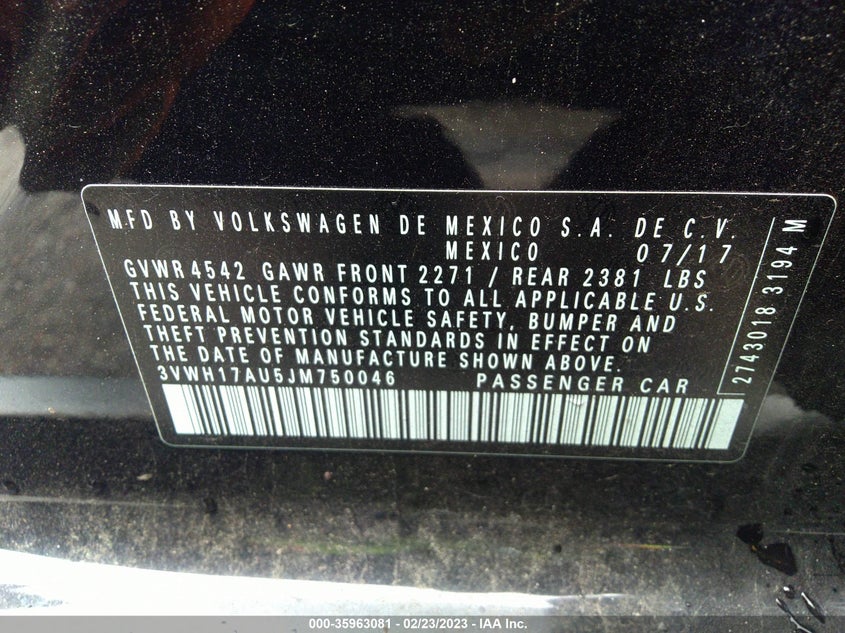 MFD BY VOLKSWAGEN DE MEXICO S.A. DE C.V.
MEXICO 07/17
GVWR 4542 GAWR FRONT 2271 / REAR 2381 LBS
THIS VEHICLE CONFORMS TO ALL APPLICABLE U.S.
FEDERAL MOTOR VEHICLE SAFETY, BUMPER AND
THEFT PREVENTION STANDARDS IN EFFECT ON
THE DATE OF MANUFACTURE SHOWN ABOVE.
3VWH17AU5JM750046 PASSENGER CAR
2743018 3194 M
000-35963081 - 02/23/2023 - IAA Inc.